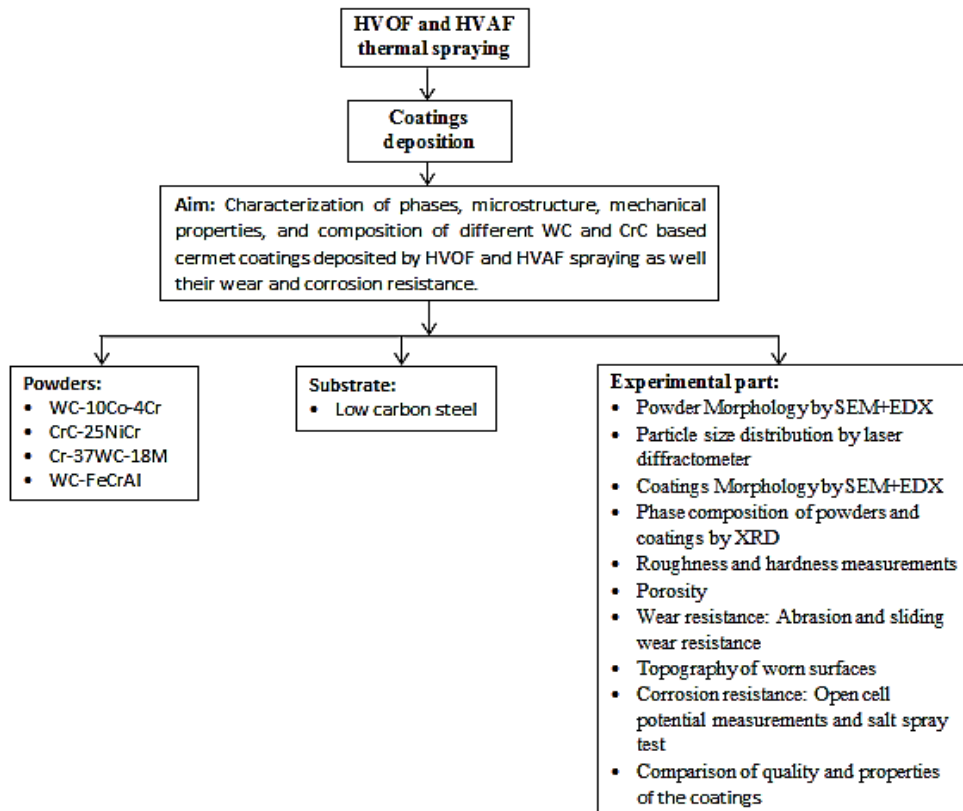 HVOF and HVAF
thermal spraying
Coatings
deposition
Aim: Characterization of phases, microstructure, mechanical
properties, and composition of different WC and CrC based
cermet coatings deposited by HVOF and HVAF spraying as well
their wear and corrosion resistance.
Powders:
• WC-10Co-4Cr
• CrC-25NiCr
• Cr-37WC-18M
• WC-FeCrAl
Substrate:
• Low carbon steel
Experimental part:
• Powder Morphology by SEM+EDX
• Particle size distribution by laser
diffractometer
• Coatings Morphology by SEM+EDX
• Phase composition of powders and
coatings by XRD
• Roughness and hardness measurements
• Porosity
• Wear resistance: Abrasion and sliding
wear resistance
• Topography of worn surfaces
• Corrosion resistance: Open cell
potential measurements and salt spray
test
• Comparison of quality and properties
of the coatings